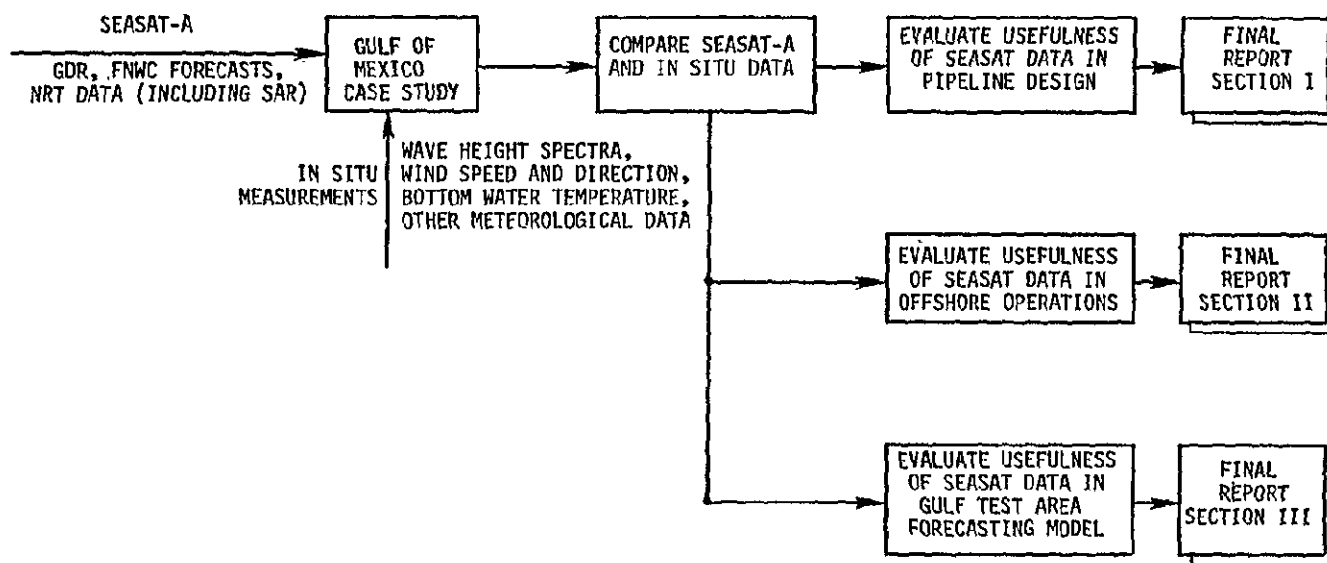 SEASAT-A
GDR, FNWC FORECASTS,
NRT DATA (INCLUDING SAR)
GULF OF
MEXICO
CASE STUDY
IN SITU
MEASUREMENTS
WAVE HEIGHT SPECTRA,
WIND SPEED AND DIRECTION,
BOTTOM WATER TEMPERATURE,
OTHER METEOROLOGICAL DATA
COMPARE SEASAT-A
AND IN SITU DATA
EVALUATE USEFULNESS
OF SEASAT DATA IN
PIPELINE DESIGN
FINAL
REPORT
SECTION I
EVALUATE USEFULNESS
OF SEASAT DATA IN
OFFSHORE OPERATIONS
FINAL
REPORT
SECTION II
EVALUATE USEFULNESS
OF SEASAT DATA IN
GULF TEST AREA
FORECASTING MODEL
FINAL
REPORT
SECTION III